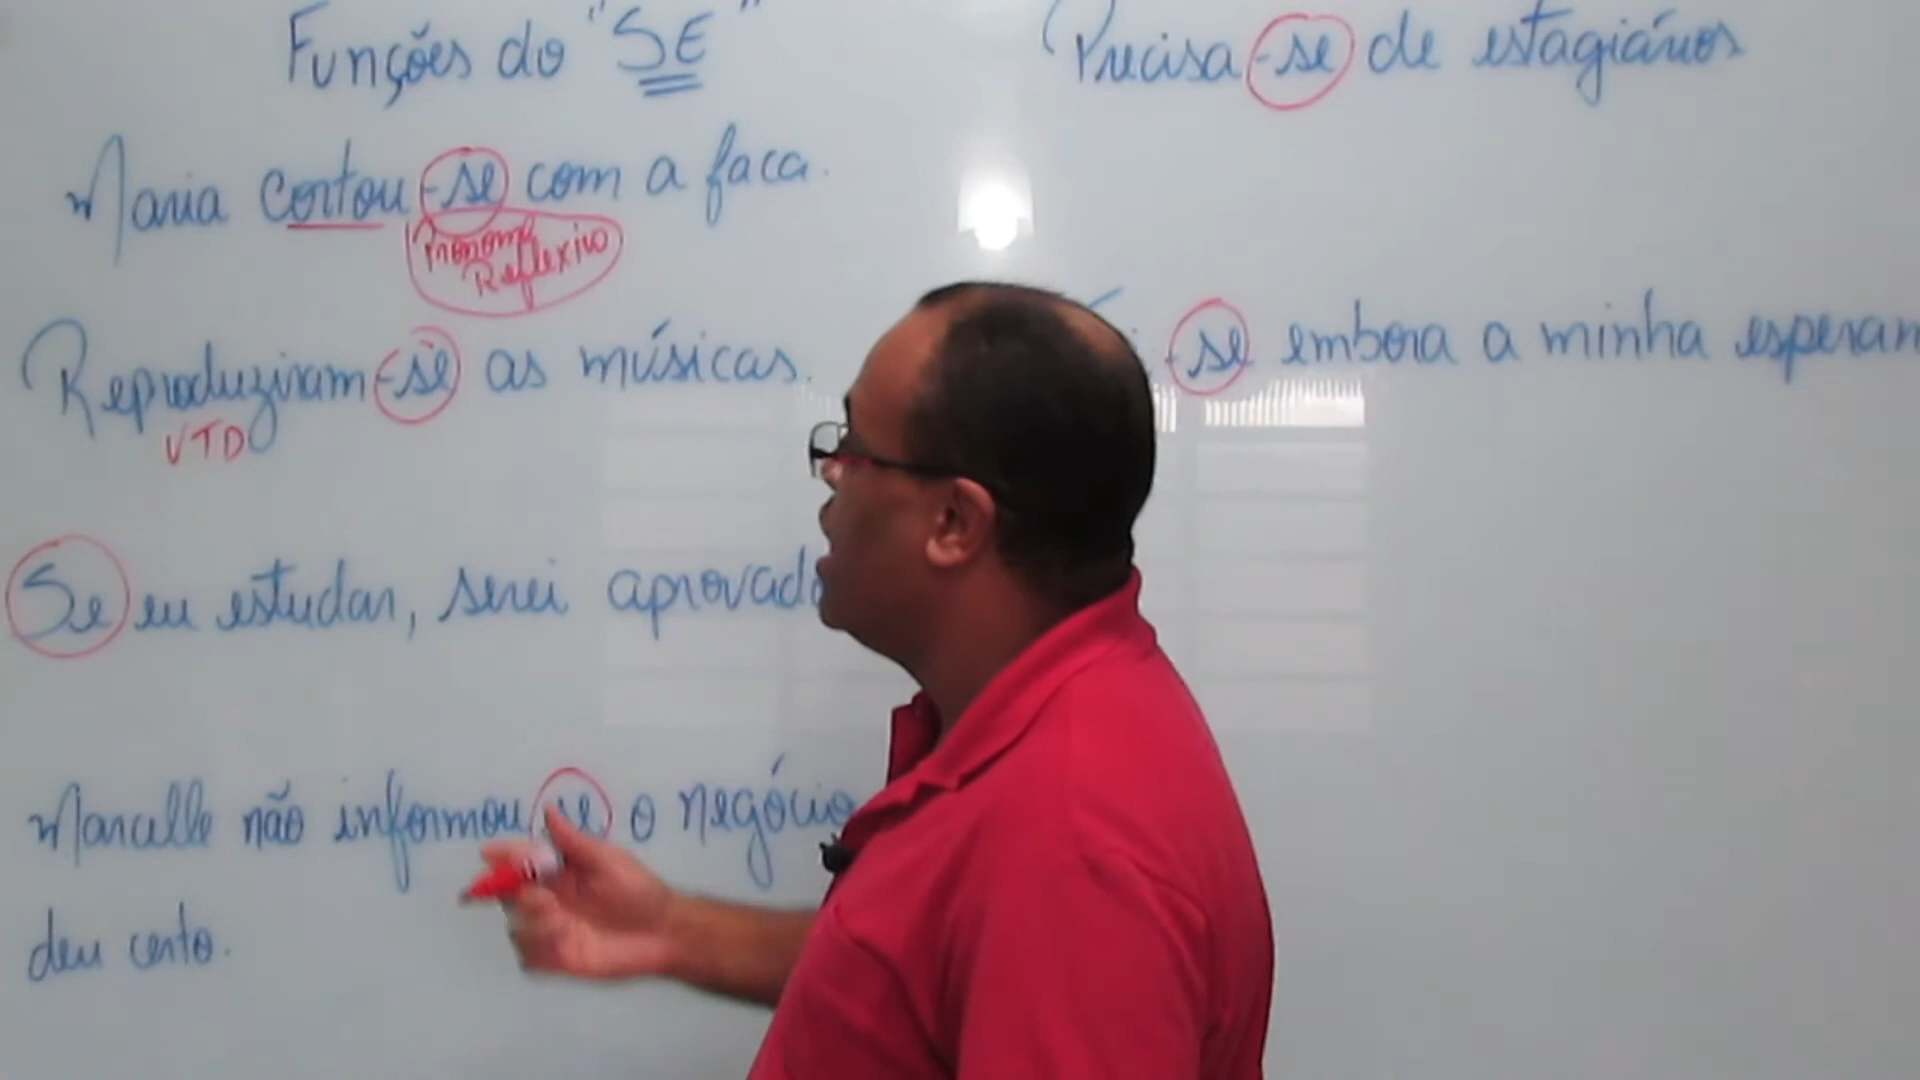 Funções do "SE"
Maria cortou-se com a faca.
Pronome
Reflexivo
Reproduziram-se as músicas.
VTD
Se eu estudar, serei aprovado
Marcelle não informou se o negócio
deu certo.
Precisa-se de estagiários
-se embora a minha